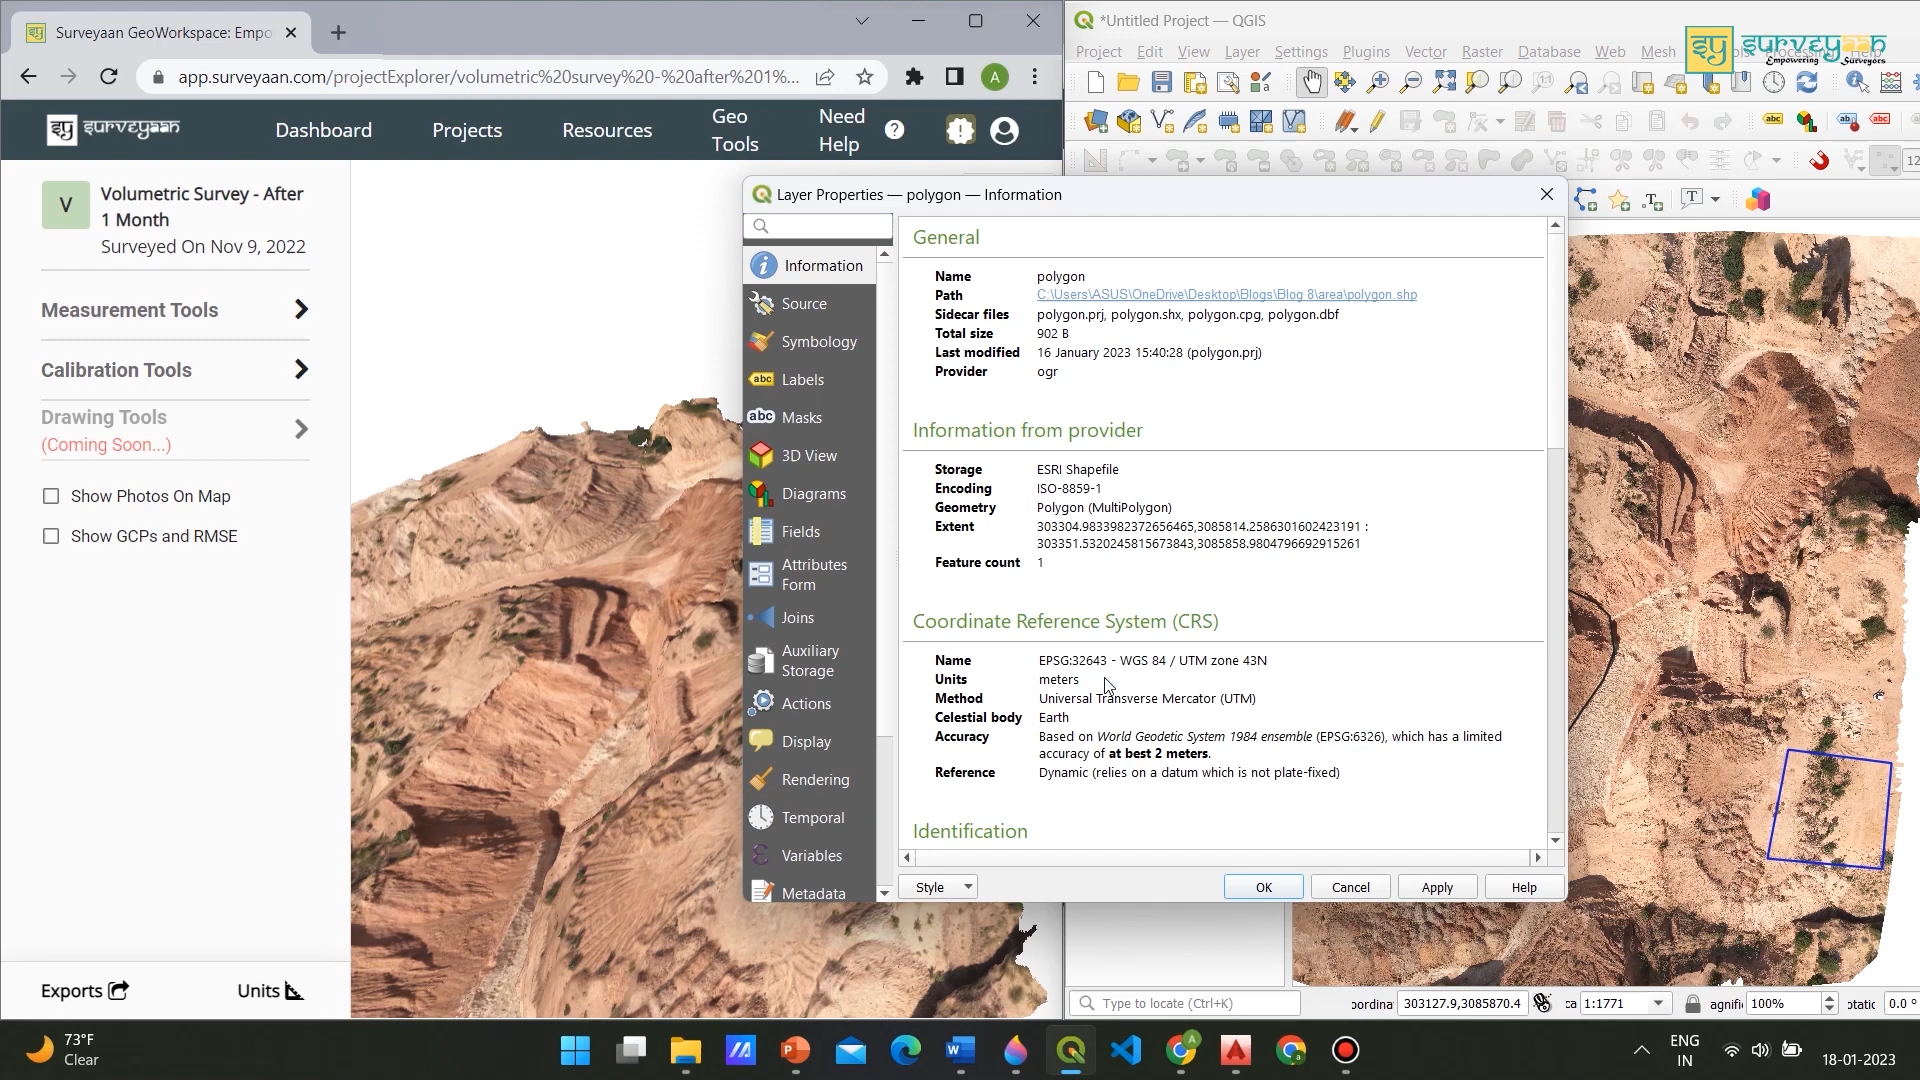 Surveyaan GeoWorkspace: Empo
app.surveyaan.com/projectExplorer/volumetric%20survey%20-%20after%201%...
A
sy surveyaan
Dashboard
Projects
Resources
Geo Tools
Need Help
V
Volumetric Survey - After
1 Month
Surveyed On Nov 9, 2022
Measurement Tools
Calibration Tools
Drawing Tools
(Coming Soon...)
Show Photos On Map
Show GCPs and RMSE
Exports
Units
*Untitled Project — QGIS
Project Edit View Layer Settings Plugins Vector Raster Database Web Mesh
sy surveyaan
Empowering Surveyors
Layer Properties — polygon — Information
Information
Source
Symbology
Labels
Masks
3D View
Diagrams
Fields
Attributes
Form
Joins
Auxiliary
Storage
Actions
Display
Rendering
Temporal
Variables
Metadata
General
Name polygon
Path C:\Users\ASUS\OneDrive\Desktop\Blogs\Blog 8\area\polygon.shp
Sidecar files polygon.prj, polygon.shx, polygon.cpg, polygon.dbf
Total size 902 B
Last modified 16 January 2023 15:40:28 (polygon.prj)
Provider ogr
Information from provider
Storage ESRI Shapefile
Encoding ISO-8859-1
Geometry Polygon (MultiPolygon)
Extent 303304.9833982372656465,3085814.2586301602423191 :
303351.5320245815673843,3085858.9804796692915261
Feature count 1
Coordinate Reference System (CRS)
Name EPSG:32643 - WGS 84 / UTM zone 43N
Units meters
Method Universal Transverse Mercator (UTM)
Celestial body Earth
Accuracy Based on World Geodetic System 1984 ensemble (EPSG:6326), which has a limited
accuracy of at best 2 meters.
Reference Dynamic (relies on a datum which is not plate-fixed)
Identification
Style
OK
Cancel
Apply
Help
Type to locate (Ctrl+K)
oordina 303127.9,3085870.4 ca 1:1771 agnifi 100% otatic 0.0 °
73°F
Clear
ENG
IN
18-01-2023